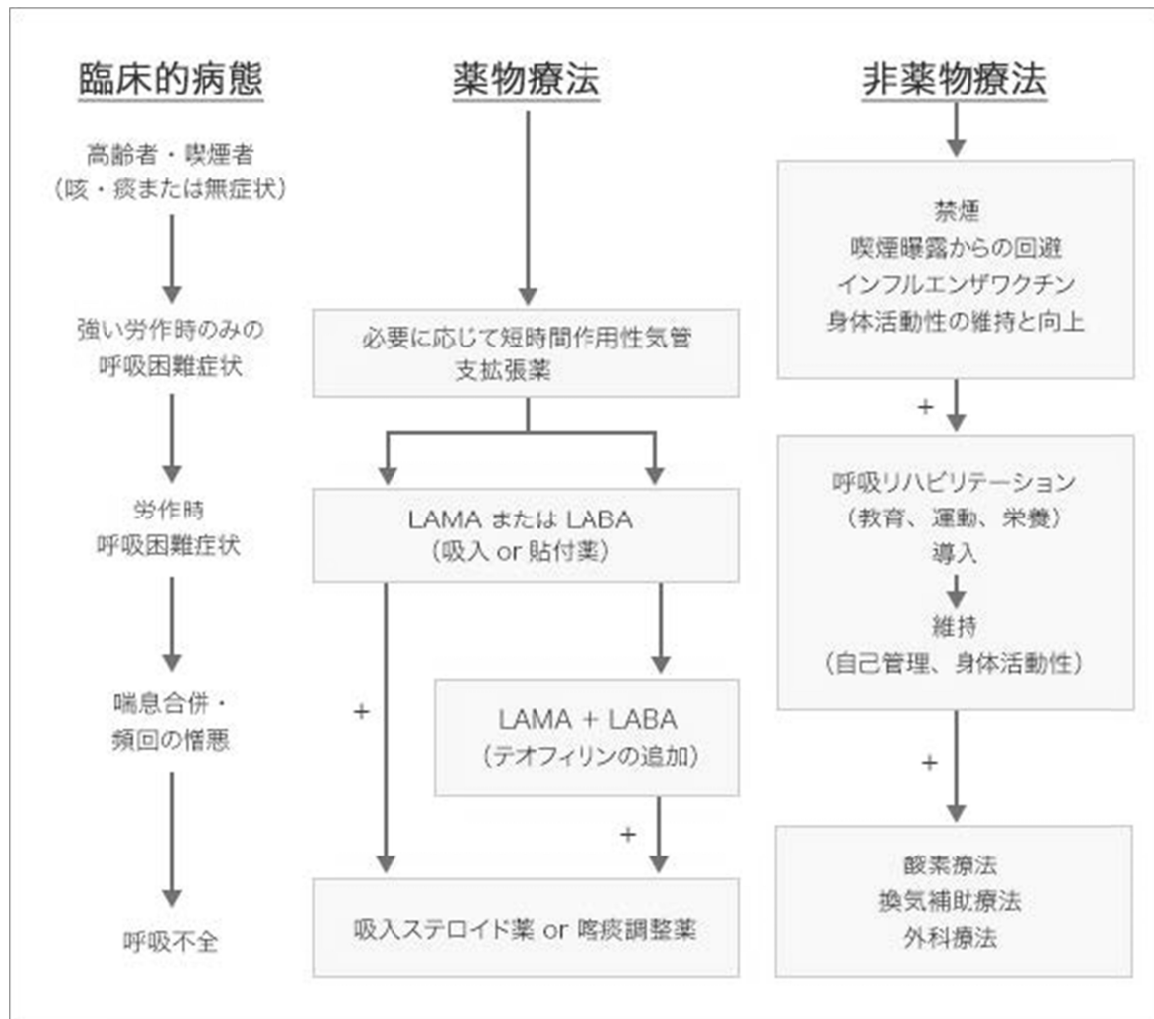 臨床的病態
高齢者・喫煙者
（咳・痰または無症状）
強い労作時のみの
呼吸困難症状
労作時
呼吸困難症状
喘息合併・
頻回の憎悪
呼吸不全
薬物療法
必要に応じて短時間作用性気管
支拡張薬
LAMA または LABA
（吸入 or 貼付薬）
+
LAMA + LABA
（テオフィリンの追加）
+
吸入ステロイド薬 or 喀痰調整薬
非薬物療法
禁煙
喫煙曝露からの回避
インフルエンザワクチン
身体活動性の維持と向上
+
呼吸リハビリテーション
（教育、運動、栄養）
導入
維持
（自己管理、身体活動性）
+
酸素療法
換気補助療法
外科療法